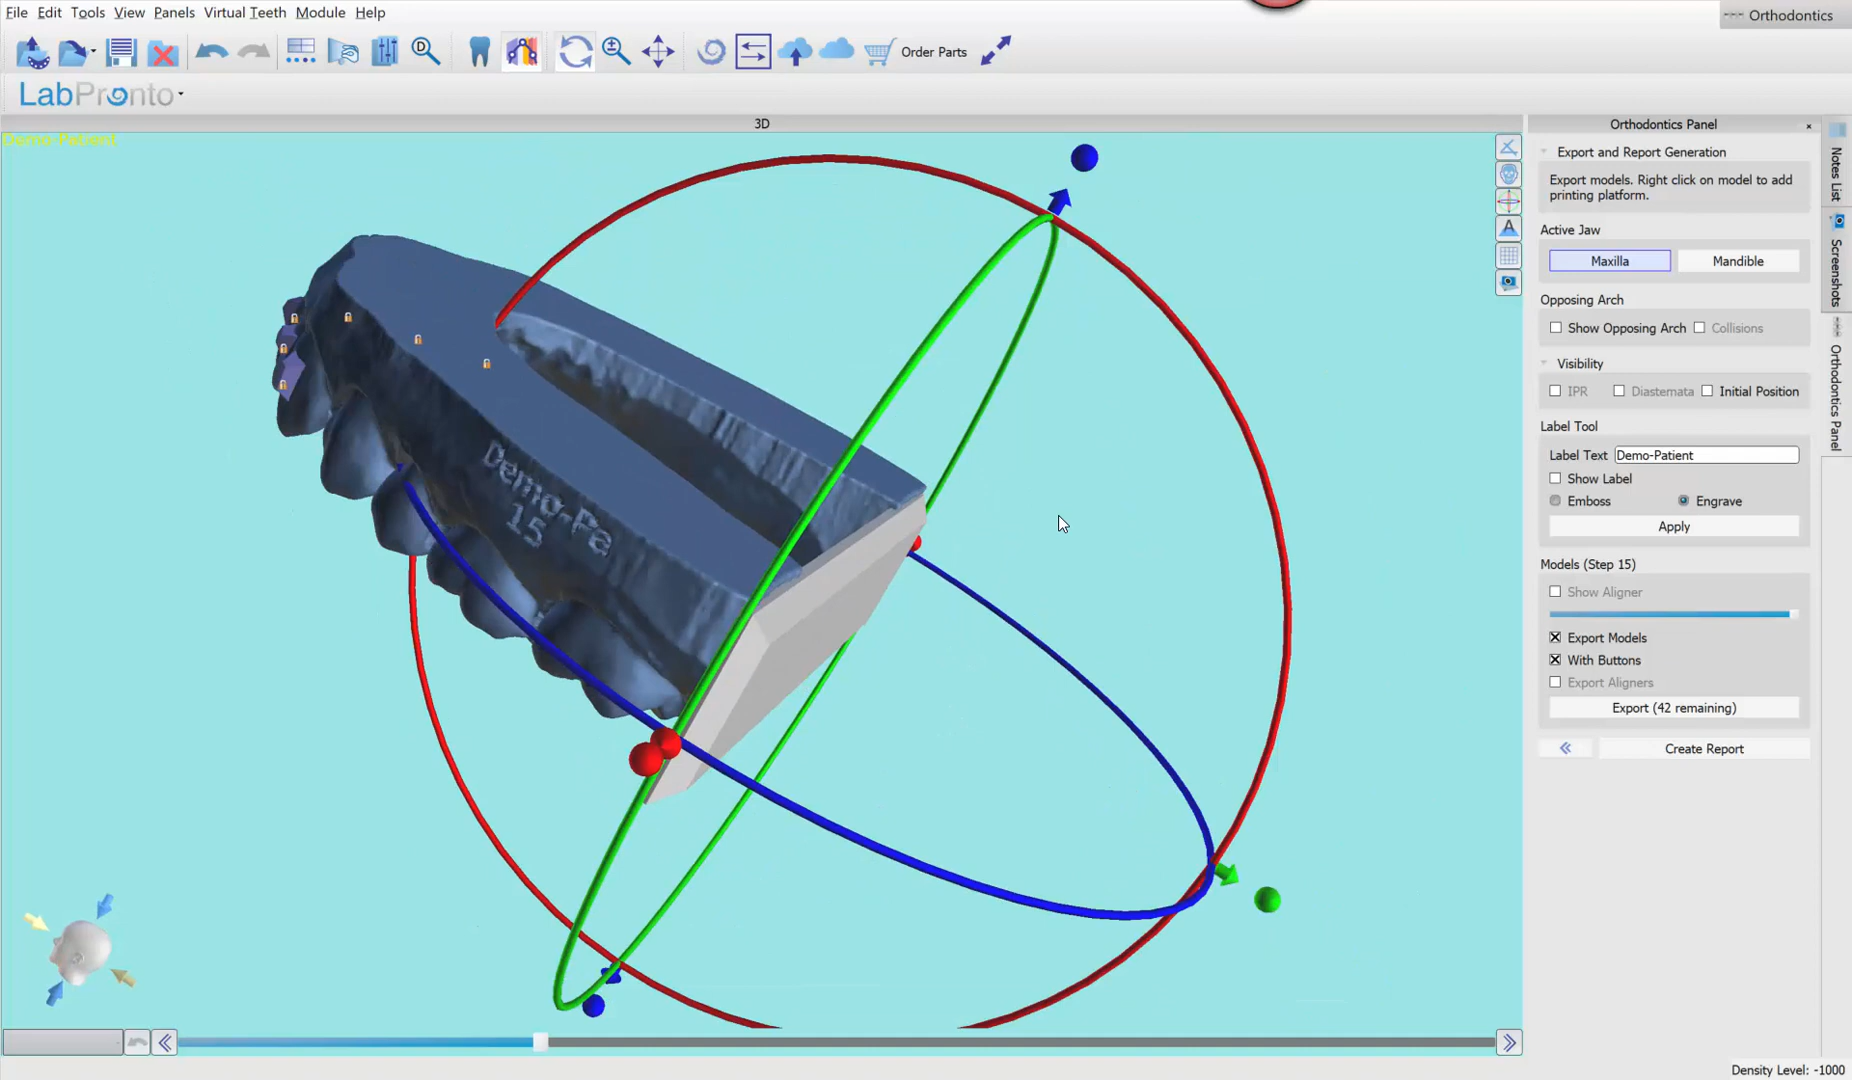 File Edit Tools View Panels Virtual Teeth Module Help
Orthodontics
D
Order Parts
LabPronto
3D
Orthodontics Panel
Demo-Patient
Export and Report Generation
Export models. Right click on model to add
printing platform.
Active Jaw
Maxilla Mandible
Opposing Arch
Show Opposing Arch Collisions
Visibility
IPR Diastemata Initial Position
Label Tool
Label Text Demo-Patient
Show Label
Emboss Engrave
Apply
Models (Step 15)
Show Aligner
Export Models
With Buttons
Export Aligners
Export (42 remaining)
Create Report
Notes List
Screenshots
Orthodontics Panel
Demo-Pa
15
Density Level: -1000